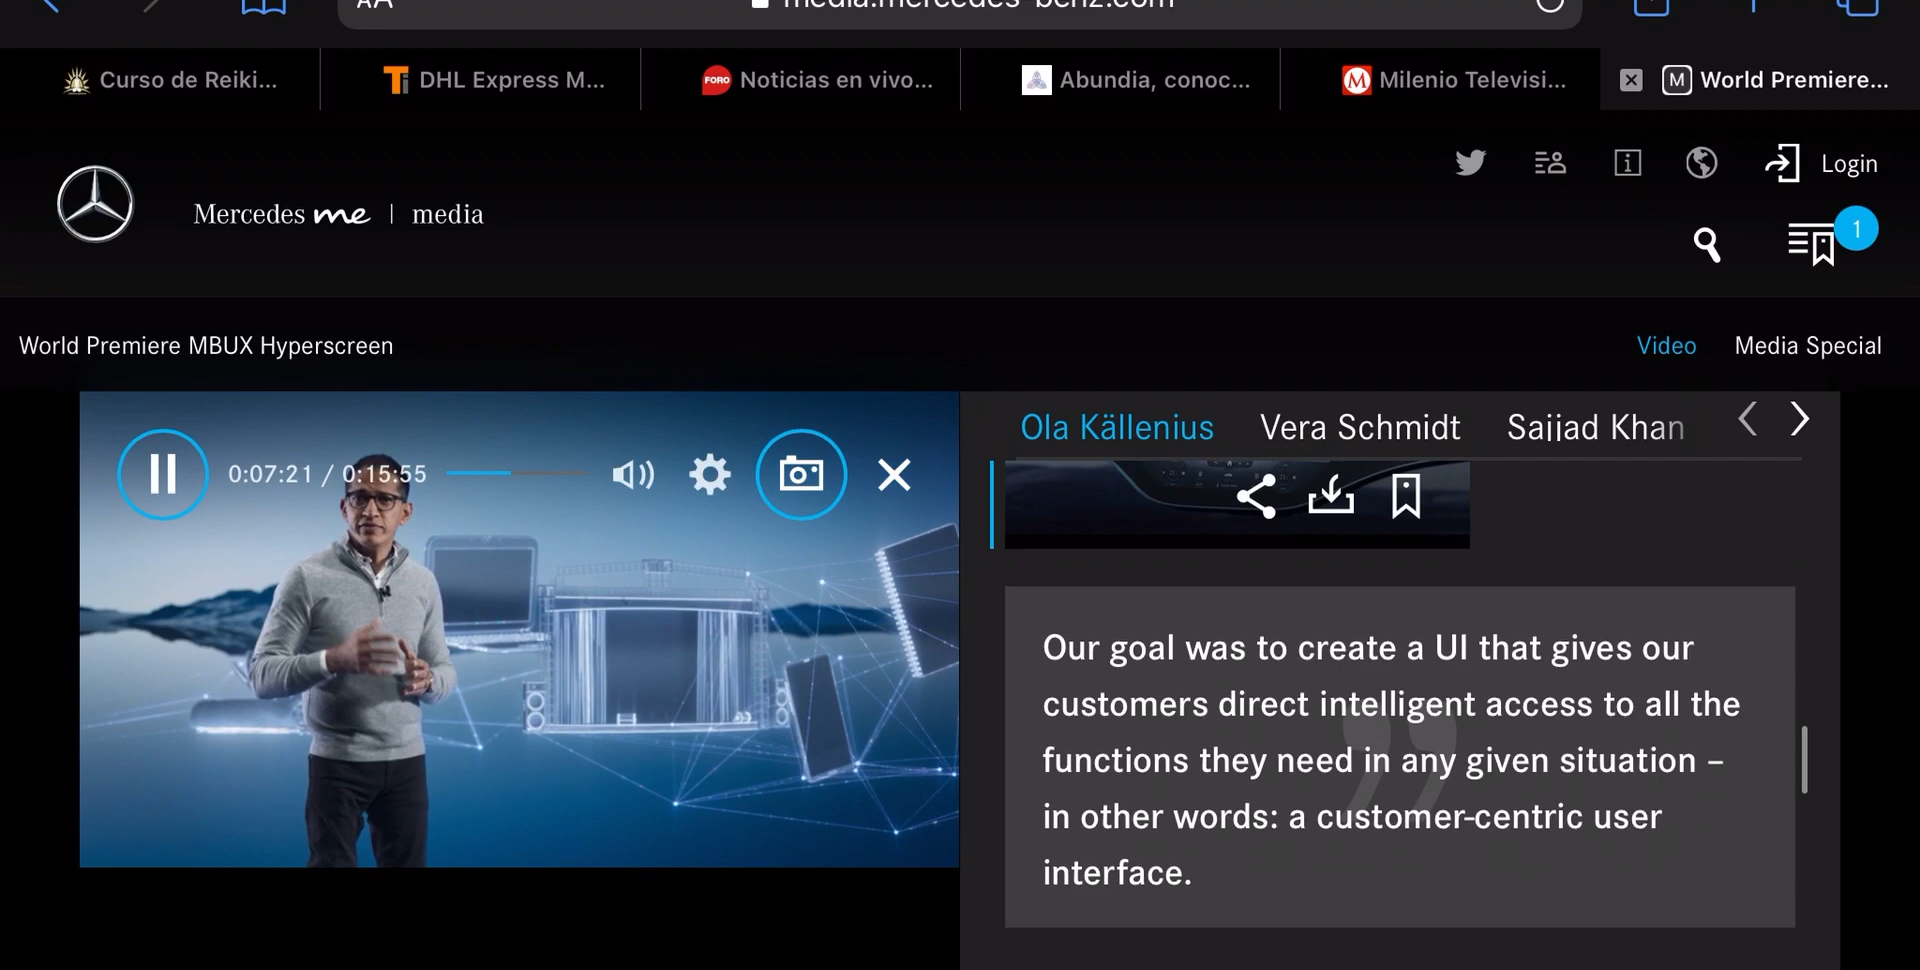 AA
media.mercedes-benz.com
Curso de Reiki...
DHL Express M...
FORO
Noticias en vivo...
Abundia, conoc...
M
Milenio Televisi...
M
World Premiere...
Login
Mercedes me | media
1
World Premiere MBUX Hyperscreen
Video
Media Special
0:07:21 / 0:15:55
Ola Källenius
Vera Schmidt
Sajjad Khan
Our goal was to create a UI that gives our
customers direct intelligent access to all the
functions they need in any given situation –
in other words: a customer-centric user
interface.